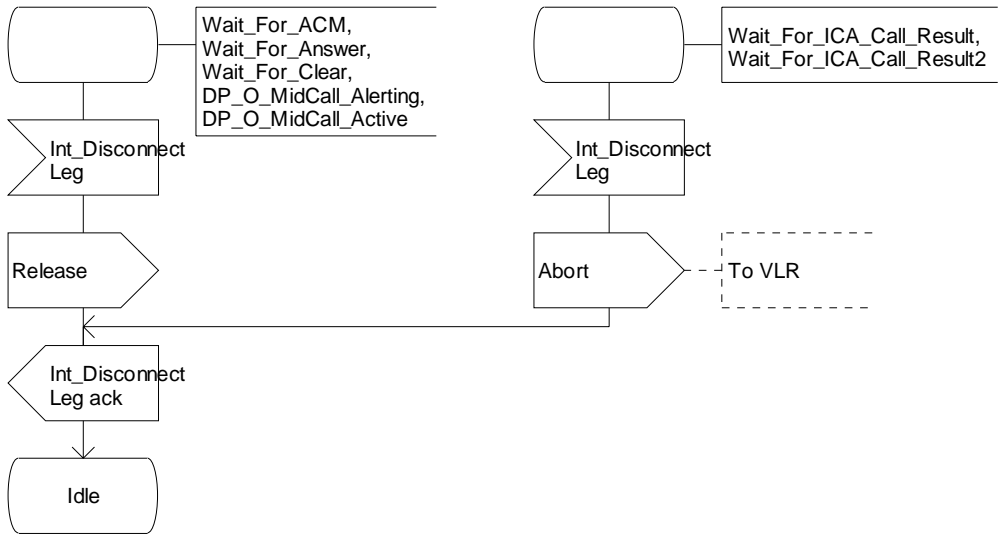 Wait_For_ACM,
Wait_For_Answer,
Wait_For_Clear,
DP_O_MidCall_Alerting,
DP_O_MidCall_Active
Wait_For_ICA_Call_Result,
Wait_For_ICA_Call_Result2
Int_Disconnect
Leg
Int_Disconnect
Leg
Release
Abort
To VLR
Int_Disconnect
Leg ack
Idle